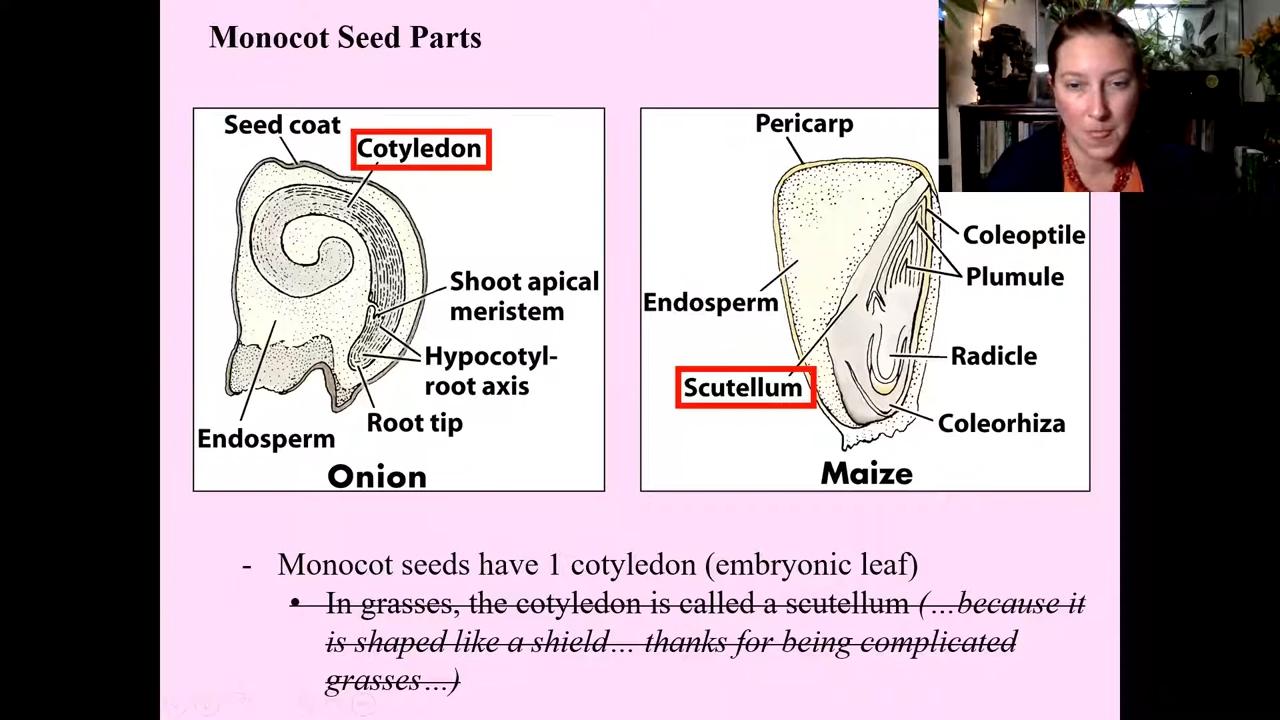 Monocot Seed Parts
Seed coat
Cotyledon
Shoot apical
meristem
Hypocotyl-
root axis
Root tip
Endosperm
Onion
Pericarp
Coleoptile
Plumule
Endosperm
Radicle
Scutellum
Coleorhiza
Maize
- Monocot seeds have 1 cotyledon (embryonic leaf)
• In grasses, the cotyledon is called a scutellum (…because it
is shaped like a shield… thanks for being complicated
grasses…)